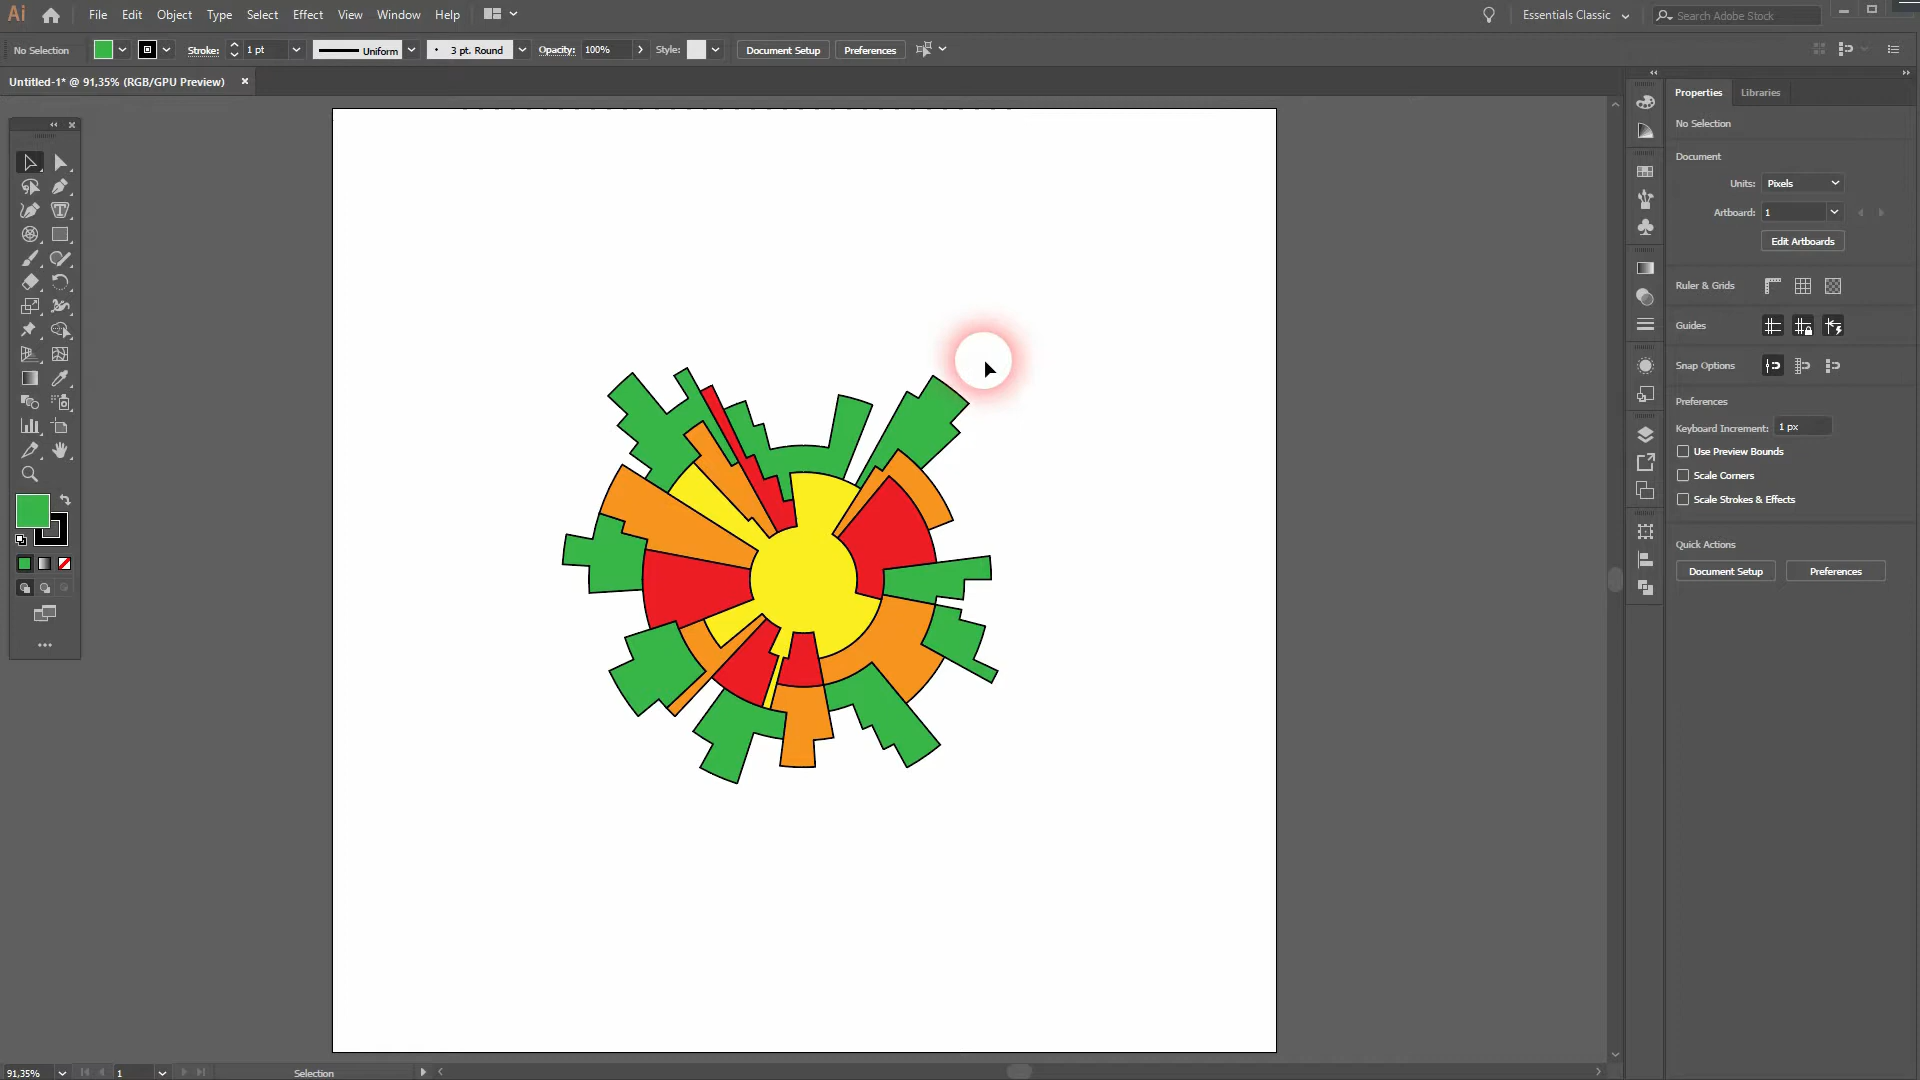 Ai File Edit Object Type Select Effect View Window Help Essentials Classic Search Adobe Stock
No Selection Stroke: 1 pt Uniform 3 pt. Round Opacity: 100% Style: Document Setup Preferences
Untitled-1* @ 91,35% (RGB/GPU Preview)
Properties Libraries
No Selection
Document
Units: Pixels
Artboard: 1
Edit Artboards
Ruler & Grids
Guides
Snap Options
Preferences
Keyboard Increment: 1 px
Use Preview Bounds
Scale Corners
Scale Strokes & Effects
Quick Actions
Document Setup Preferences
91,35% 1 Selection